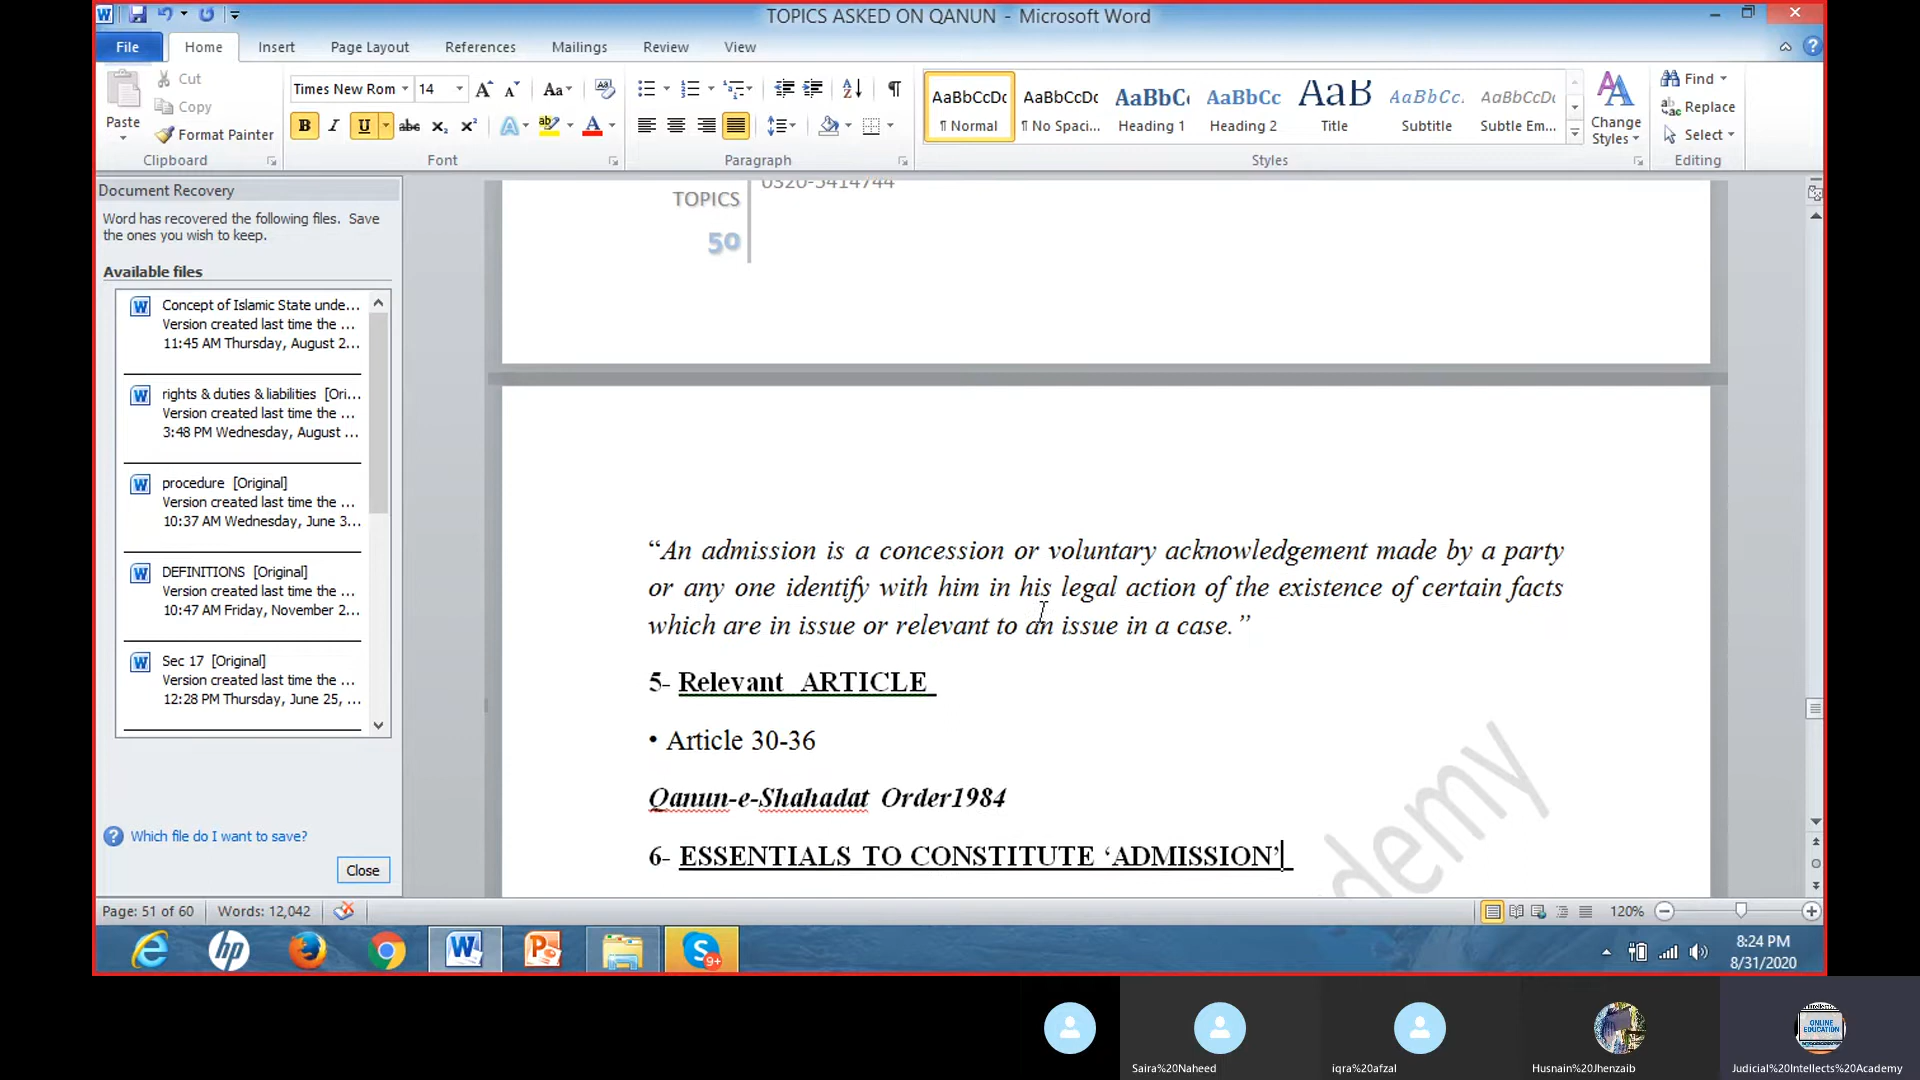 TOPICS ASKED ON QANUN - Microsoft Word
File Home Insert Page Layout References Mailings Review View
Paste
Cut
Copy
Format Painter
Clipboard
Times New Rom 14
Font
Paragraph
AaBbCcDc AaBbCcDc AaBbC AaBbCc AaB AaBbCc. AaBbCcDc
¶ Normal ¶ No Spaci... Heading 1 Heading 2 Title Subtitle Subtle Em...
Change Styles
Styles
Find
Replace
Select
Editing
Document Recovery
Word has recovered the following files. Save
the ones you wish to keep.
Available files
Concept of Islamic State unde...
Version created last time the ...
11:45 AM Thursday, August 2...
rights & duties & liabilities [Ori...
Version created last time the ...
3:48 PM Wednesday, August ...
procedure [Original]
Version created last time the ...
10:37 AM Wednesday, June 3...
DEFINITIONS [Original]
Version created last time the ...
10:47 AM Friday, November 2...
Sec 17 [Original]
Version created last time the ...
12:28 PM Thursday, June 25, ...
Which file do I want to save?
Close
0320-5414744
TOPICS
50
“An admission is a concession or voluntary acknowledgement made by a party
or any one identify with him in his legal action of the existence of certain facts
which are in issue or relevant to an issue in a case.”
5- Relevant ARTICLE
• Article 30-36
Qanun-e-Shahadat Order1984
6- ESSENTIALS TO CONSTITUTE ‘ADMISSION’
Page: 51 of 60 Words: 12,042
120%
9+
8:24 PM
8/31/2020
Saira%20Naheed
iqra%20afzal
Husnain%20Jhenzaib
Judicial%20Intellects%20Academy
ONLINE
EDUCATION